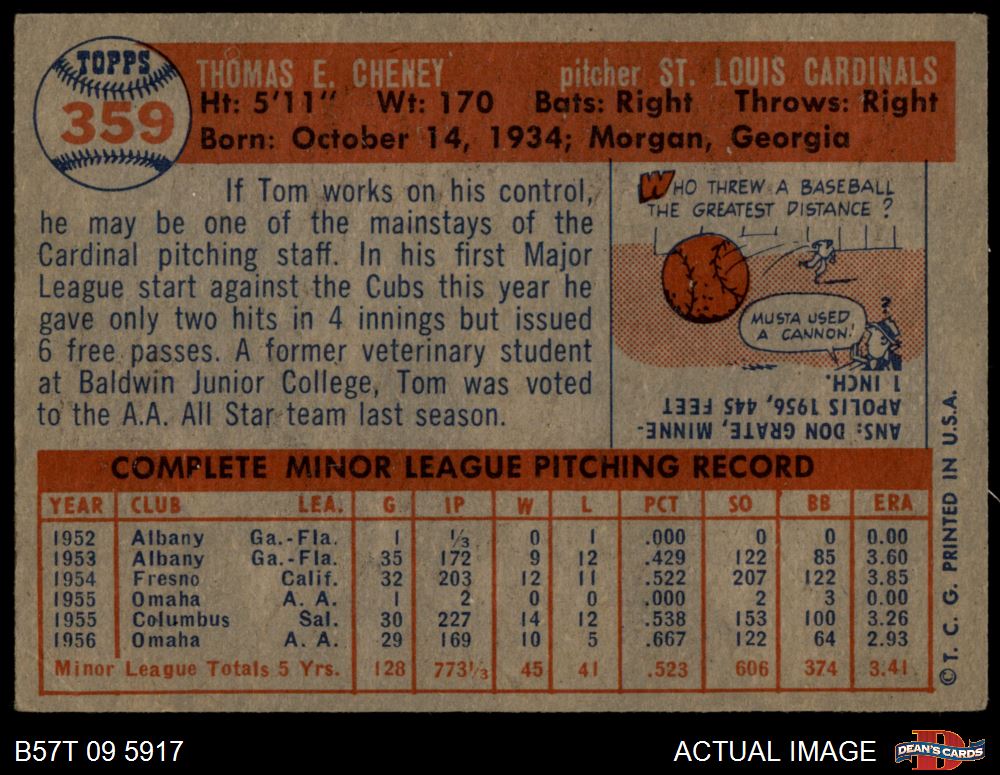 TOPPS
359
THOMAS E. CHENEY pitcher ST. LOUIS CARDINALS
Ht: 5'11" Wt: 170 Bats: Right Throws: Right
Born: October 14, 1934; Morgan, Georgia
If Tom works on his control,
he may be one of the mainstays of the
Cardinal pitching staff. In his first Major
League start against the Cubs this year he
gave only two hits in 4 innings but issued
6 free passes. A former veterinary student
at Baldwin Junior College, Tom was voted
to the A.A. All Star team last season.
WHO THREW A BASEBALL
THE GREATEST DISTANCE?
?
MUSTA USED
A CANNON!
ANS: DON GRATE, MINNE-
APOLIS 1956, 445 FEET
1 INCH.
COMPLETE MINOR LEAGUE PITCHING RECORD
YEAR CLUB LEA. G IP W L PCT SO BB ERA
1952 Albany Ga.-Fla. 1 1/3 0 1 .000 0 0 0.00
1953 Albany Ga.-Fla. 35 172 9 12 .429 122 85 3.60
1954 Fresno Calif. 32 203 12 11 .522 207 122 3.85
1955 Omaha A. A. 1 2 0 0 .000 2 3 0.00
1955 Columbus Sal. 30 227 14 12 .538 153 100 3.26
1956 Omaha A. A. 29 169 10 5 .667 122 64 2.93
Minor League Totals 5 Yrs. 128 773 1/3 45 41 .523 606 374 3.41
© T. C. G. PRINTED IN U.S.A.
B57T 09 5917
ACTUAL IMAGE
D
DEAN'S CARDS